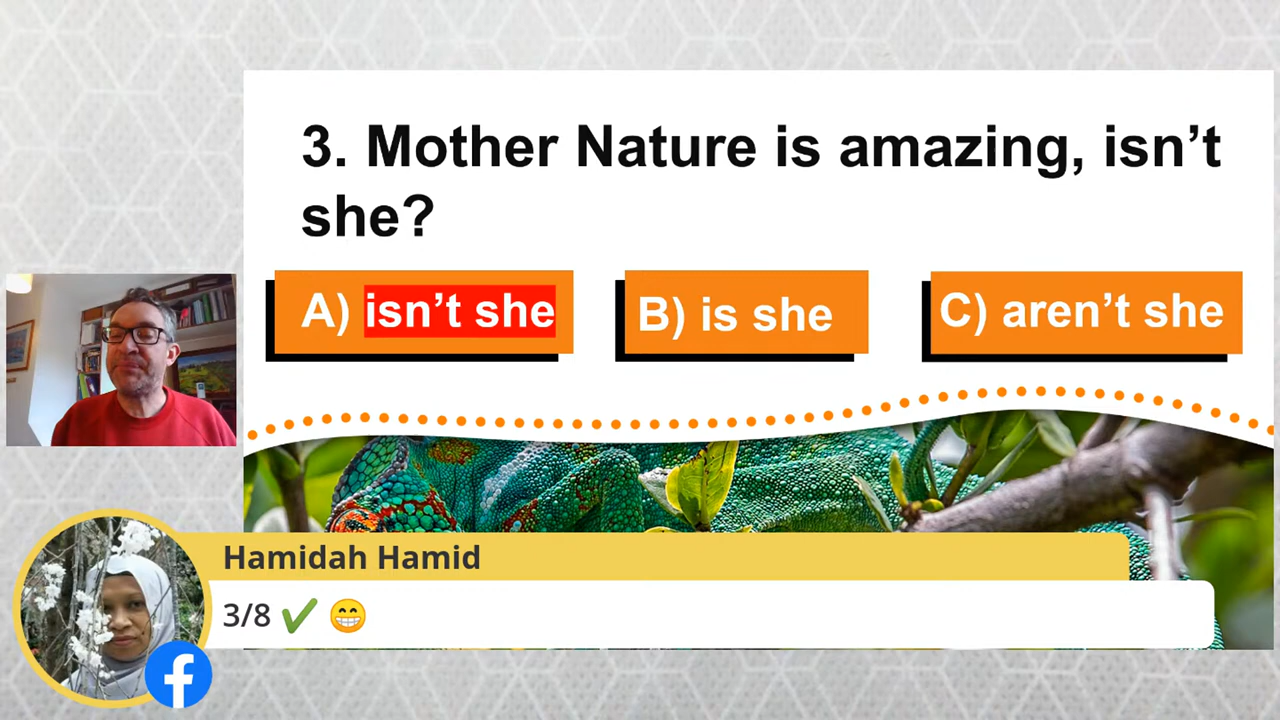 3. Mother Nature is amazing, isn’t
she?
A) isn’t she
B) is she
C) aren’t she
Hamidah Hamid
3/8 ✔️ 😁